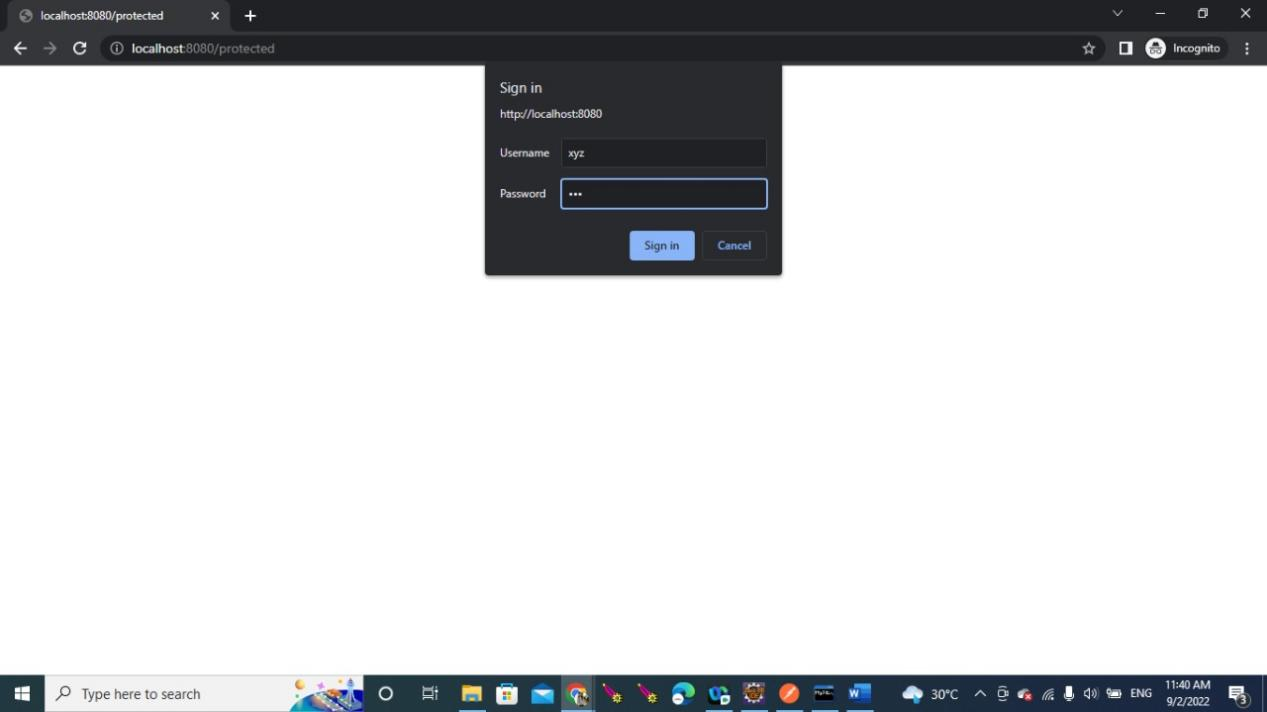 localhost:8080/protected
localhost:8080/protected
Incognito
Sign in
http://localhost:8080
Username xyz
Password •••
Sign in Cancel
Type here to search
30°C
ENG
11:40 AM
9/2/2022
3